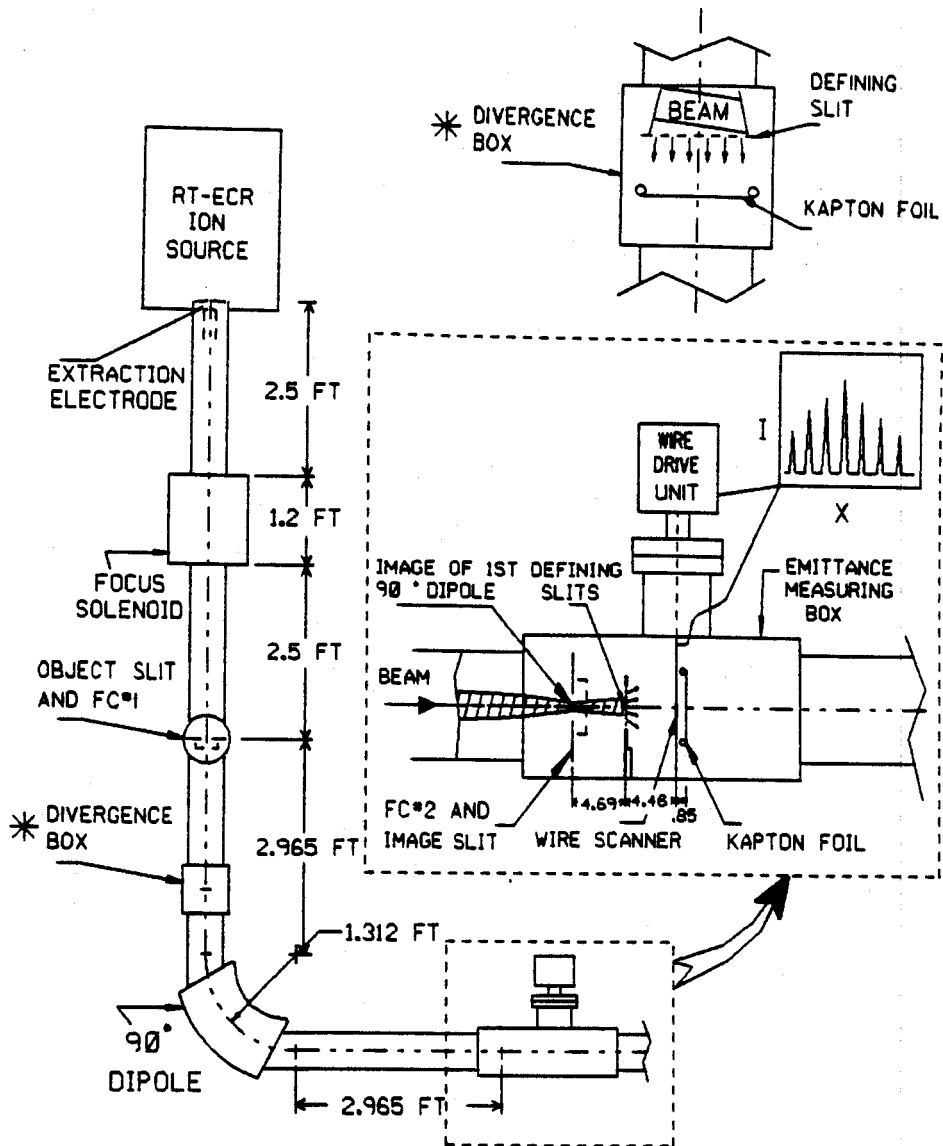 DEFINING
SLIT
BEAM
✳ DIVERGENCE
BOX
KAPTON FOIL
RT-ECR
ION
SOURCE
EXTRACTION
ELECTRODE
2.5 FT
1.2 FT
FOCUS
SOLENOID
2.5 FT
OBJECT SLIT
AND FC#1
✳ DIVERGENCE
BOX
2.965 FT
1.312 FT
90°
DIPOLE
2.965 FT
WIRE
DRIVE
UNIT
I
X
IMAGE OF 1ST DEFINING
90° DIPOLE SLITS
EMITTANCE
MEASURING
BOX
BEAM
4.69 4.48
.85
FC#2 AND
IMAGE SLIT WIRE SCANNER KAPTON FOIL